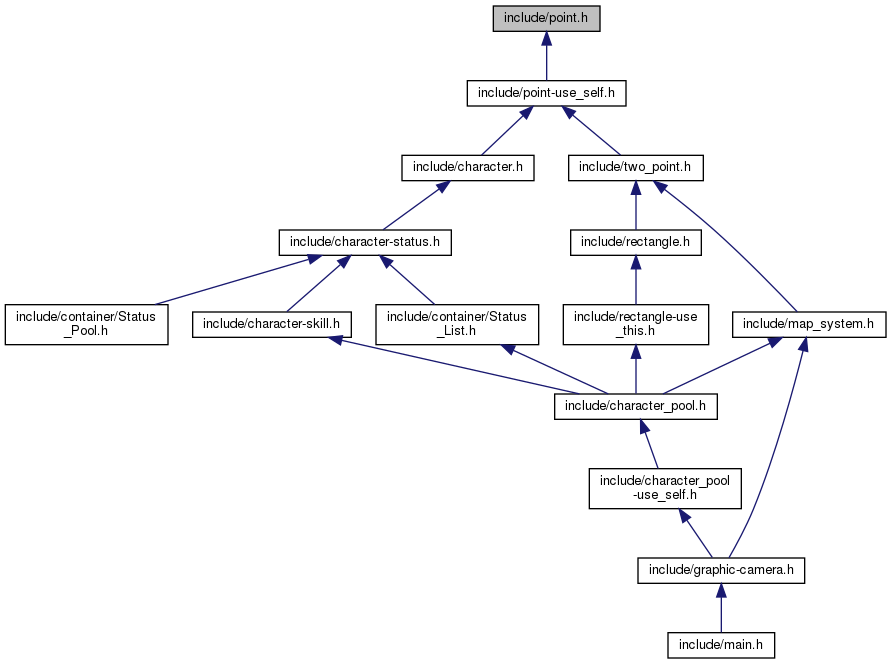 include/point.h
include/point-use_self.h
include/character.h
include/two_point.h
include/character-status.h
include/rectangle.h
include/container/Status
_Pool.h
include/character-skill.h
include/container/Status
_List.h
include/rectangle-use
_this.h
include/map_system.h
include/character_pool.h
include/character_pool
-use_self.h
include/graphic-camera.h
include/main.h